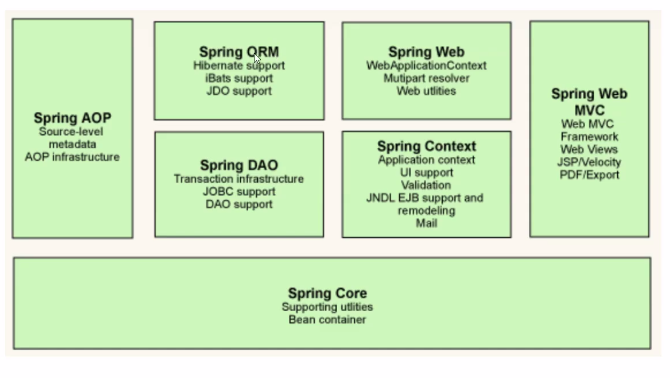 Spring AOP
Source-level
metadata
AOP infrastructure
Spring ORM
Hibernate support
iBats support
JDO support
Spring DAO
Transaction infrastructure
JOBC support
DAO support
Spring Web
WebApplicationContext
Mutipart resolver
Web utlities
Spring Context
Application context
UI support
Validation
JNDL EJB support and
remodeling
Mail
Spring Web
MVC
Web MVC
Framework
Web Views
JSP/Velocity
PDF/Export
Spring Core
Supporting utlities
Bean container